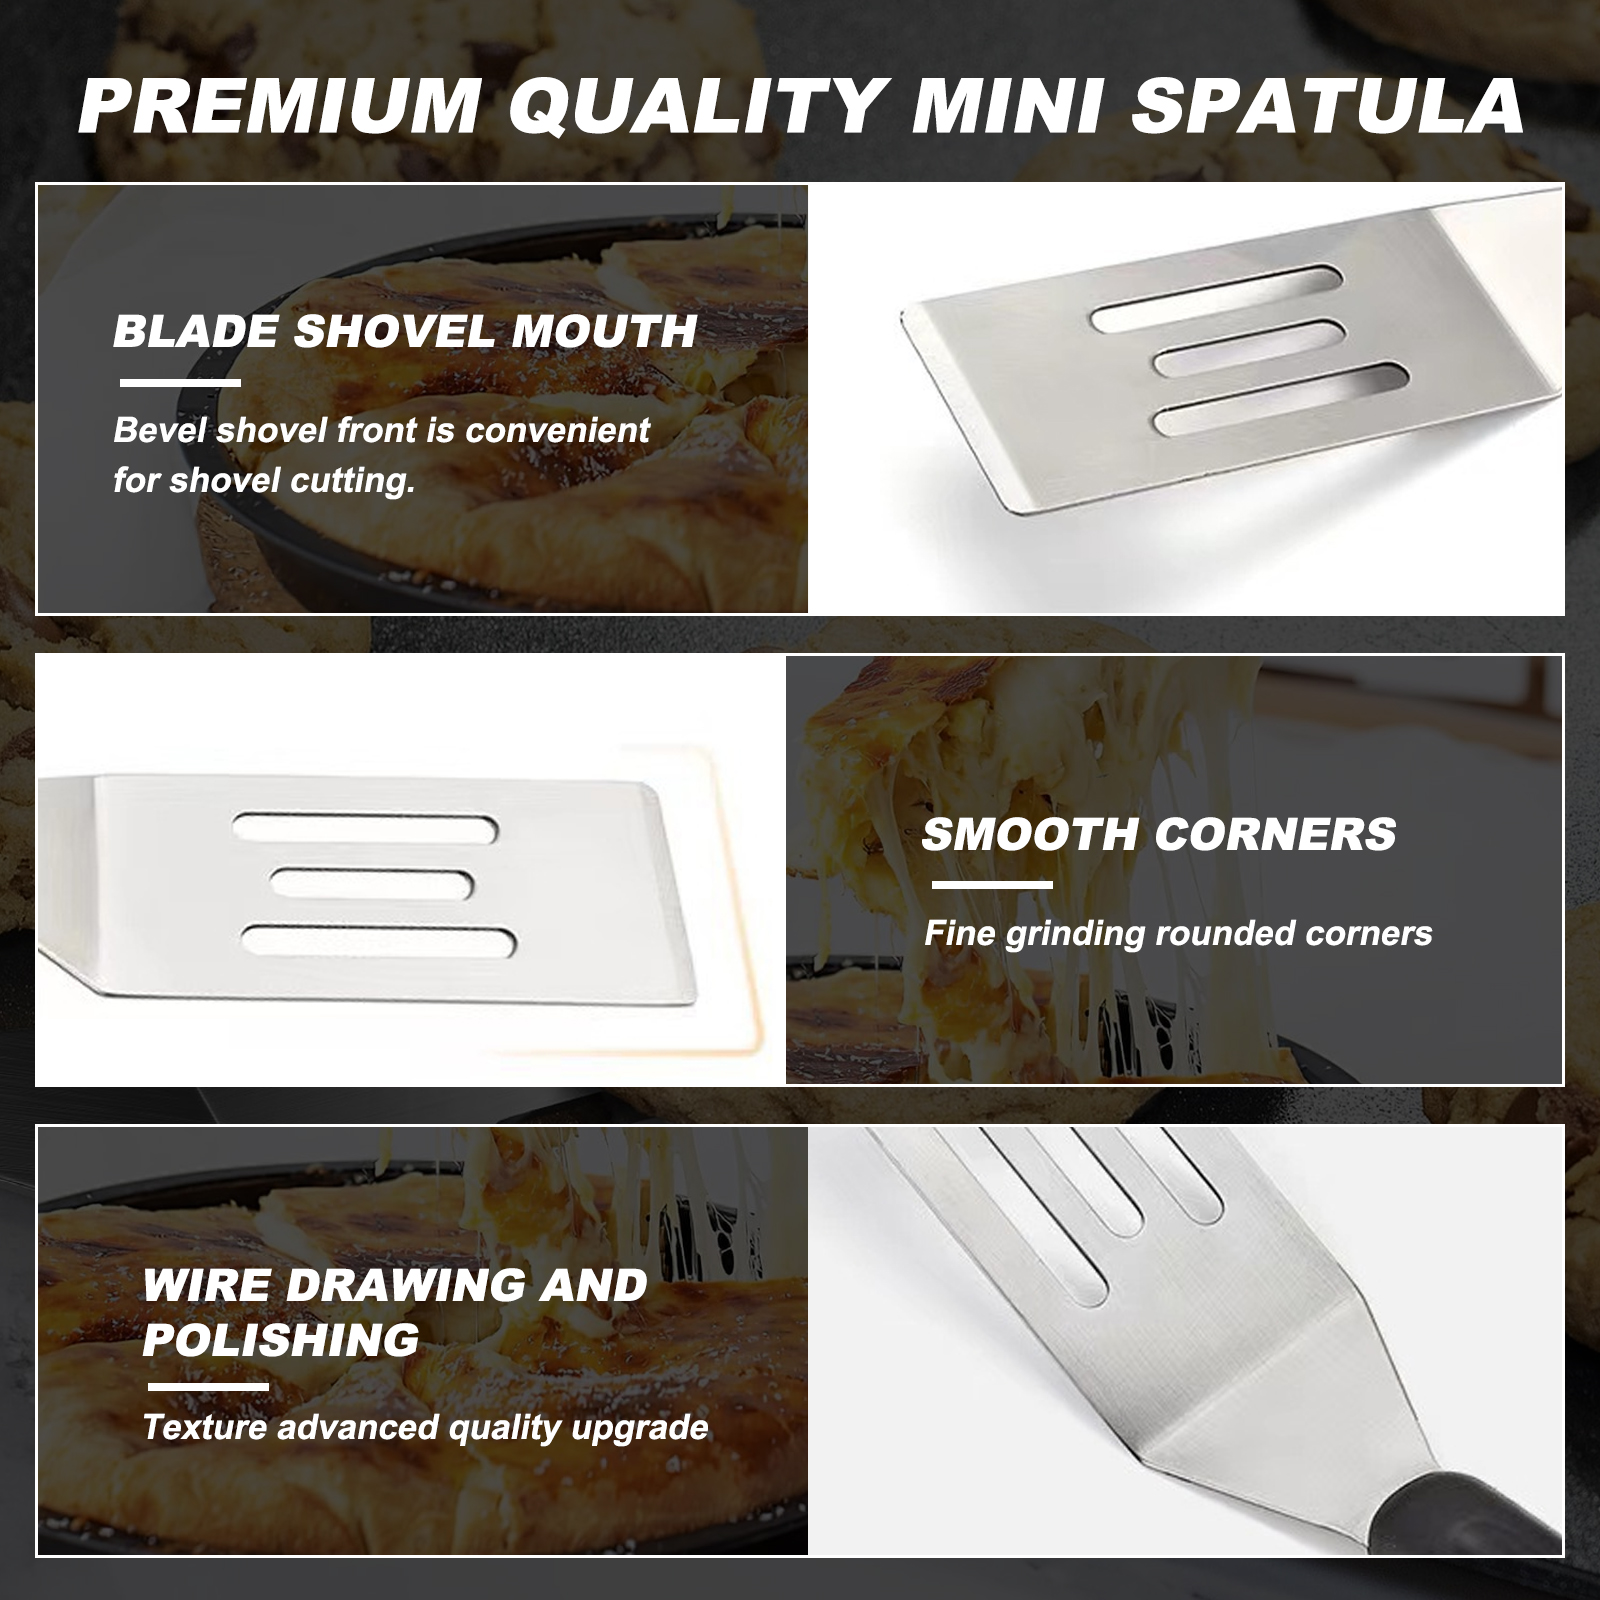 PREMIUM QUALITY MINI SPATULA
BLADE SHOVEL MOUTH
Bevel shovel front is convenient
for shovel cutting.
SMOOTH CORNERS
Fine grinding rounded corners
WIRE DRAWING AND
POLISHING
Texture advanced quality upgrade